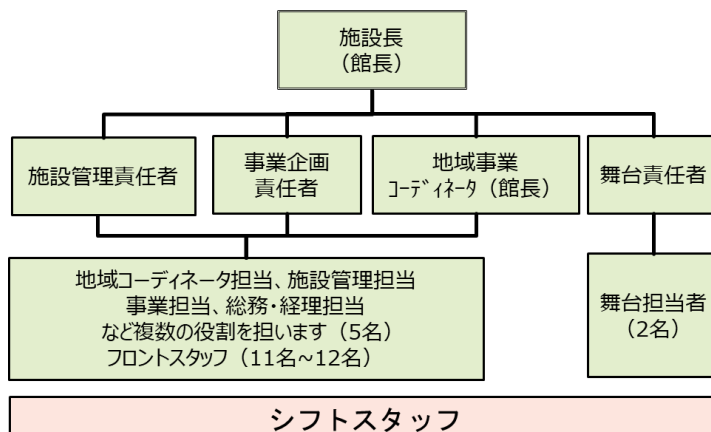 施設長
（館長）
施設管理責任者
事業企画
責任者
地域事業
ｺｰﾃﾞｨﾈｰﾀ（館長）
舞台責任者
地域コーディネータ担当、施設管理担当
事業担当、総務・経理担当
など複数の役割を担います（5名）
フロントスタッフ（11名~12名）
舞台担当者
（2名）
シフトスタッフ